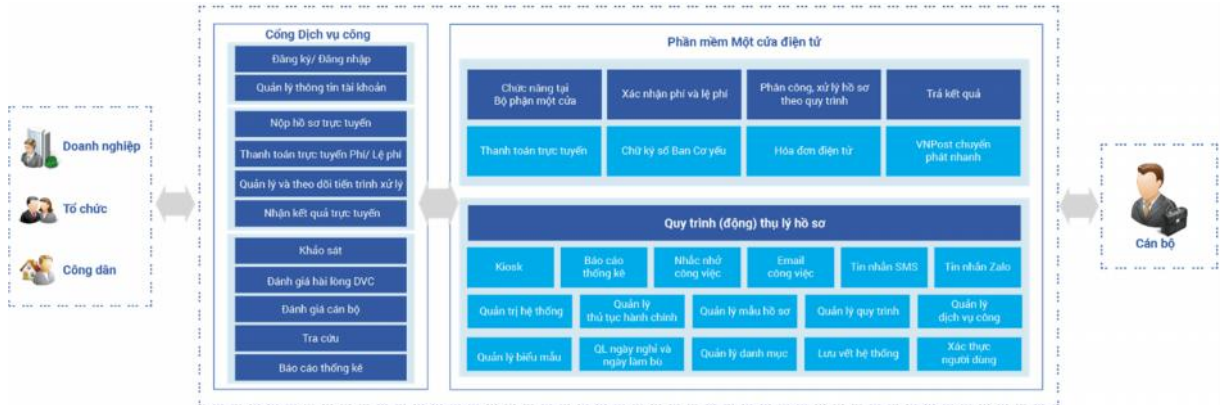 Doanh nghiệp
Tổ chức
Công dân
Cổng Dịch vụ công
Đăng ký/ Đăng nhập
Quản lý thông tin tài khoản
Nộp hồ sơ trực tuyến
Thanh toán trực tuyến Phí/ Lệ phí
Quản lý và theo dõi tiến trình xử lý
Nhận kết quả trực tuyến
Khảo sát
Đánh giá hài lòng DVC
Đánh giá cán bộ
Tra cứu
Báo cáo thống kê
Phần mềm Một cửa điện tử
Chức năng tại
Bộ phận một cửa
Xác nhận phí và lệ phí
Phân công, xử lý hồ sơ
theo quy trình
Trả kết quả
Thanh toán trực tuyến
Chữ ký số Ban Cơ yếu
Hóa đơn điện tử
VNPost chuyển
phát nhanh
Quy trình (động) thụ lý hồ sơ
Kiosk
Báo cáo
thống kê
Nhắc nhở
công việc
Email
công việc
Tin nhắn SMS
Tin nhắn Zalo
Quản trị hệ thống
Quản lý
thủ tục hành chính
Quản lý mẫu hồ sơ
Quản lý quy trình
Quản lý
dịch vụ công
Quản lý biểu mẫu
QL ngày nghỉ và
ngày làm bù
Quản lý danh mục
Lưu vết hệ thống
Xác thực
người dùng
Cán bộ